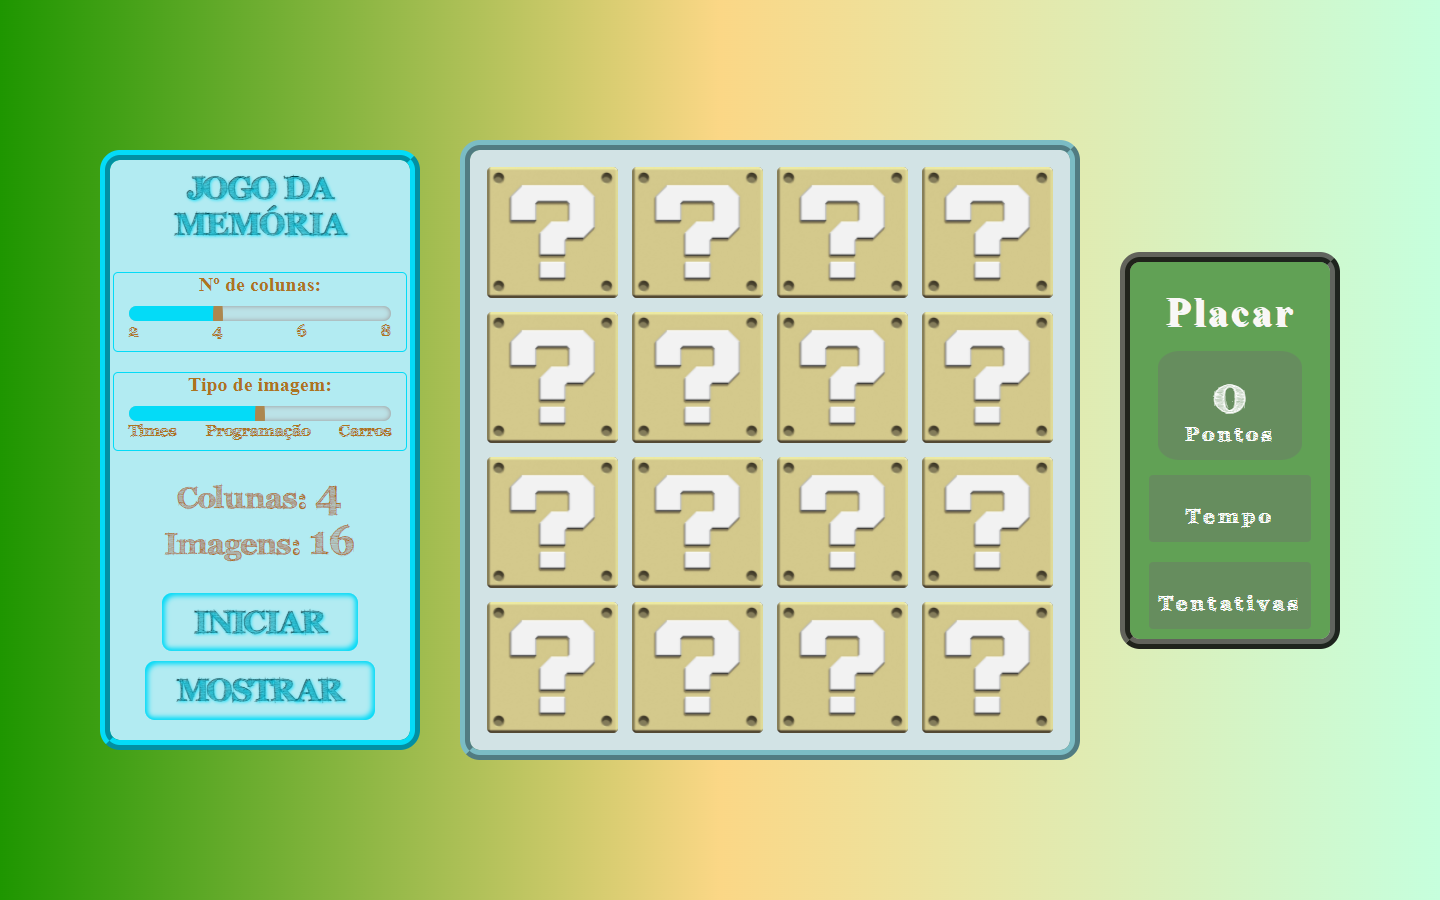 JOGO DA
MEMÓRIA
Nº de colunas:
2 4 6 8
Tipo de imagem:
Times Programação Carros
Colunas: 4
Imagens: 16
INICIAR
MOSTRAR
? ? ? ?
? ? ? ?
? ? ? ?
? ? ? ?
Placar
0
Pontos
Tempo
Tentativas